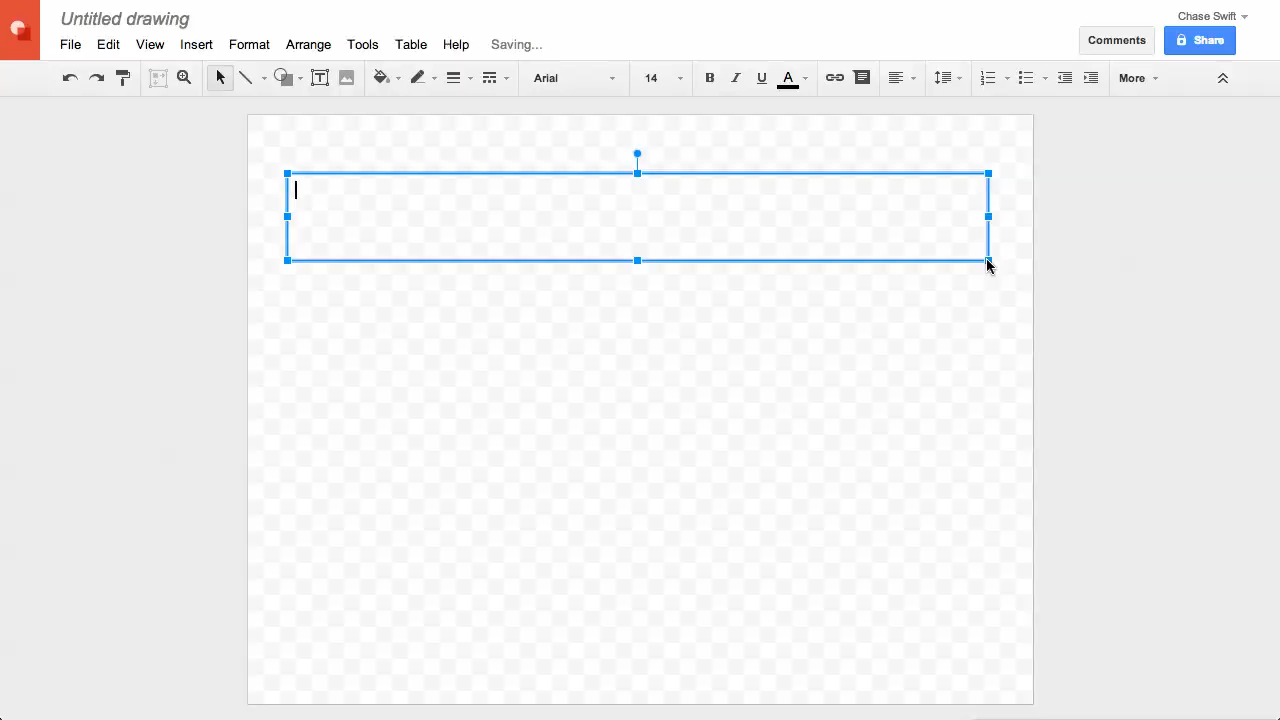 Untitled drawing
Chase Swift
File Edit View Insert Format Arrange Tools Table Help Saving...
Comments Share
Arial 14 B I U A More